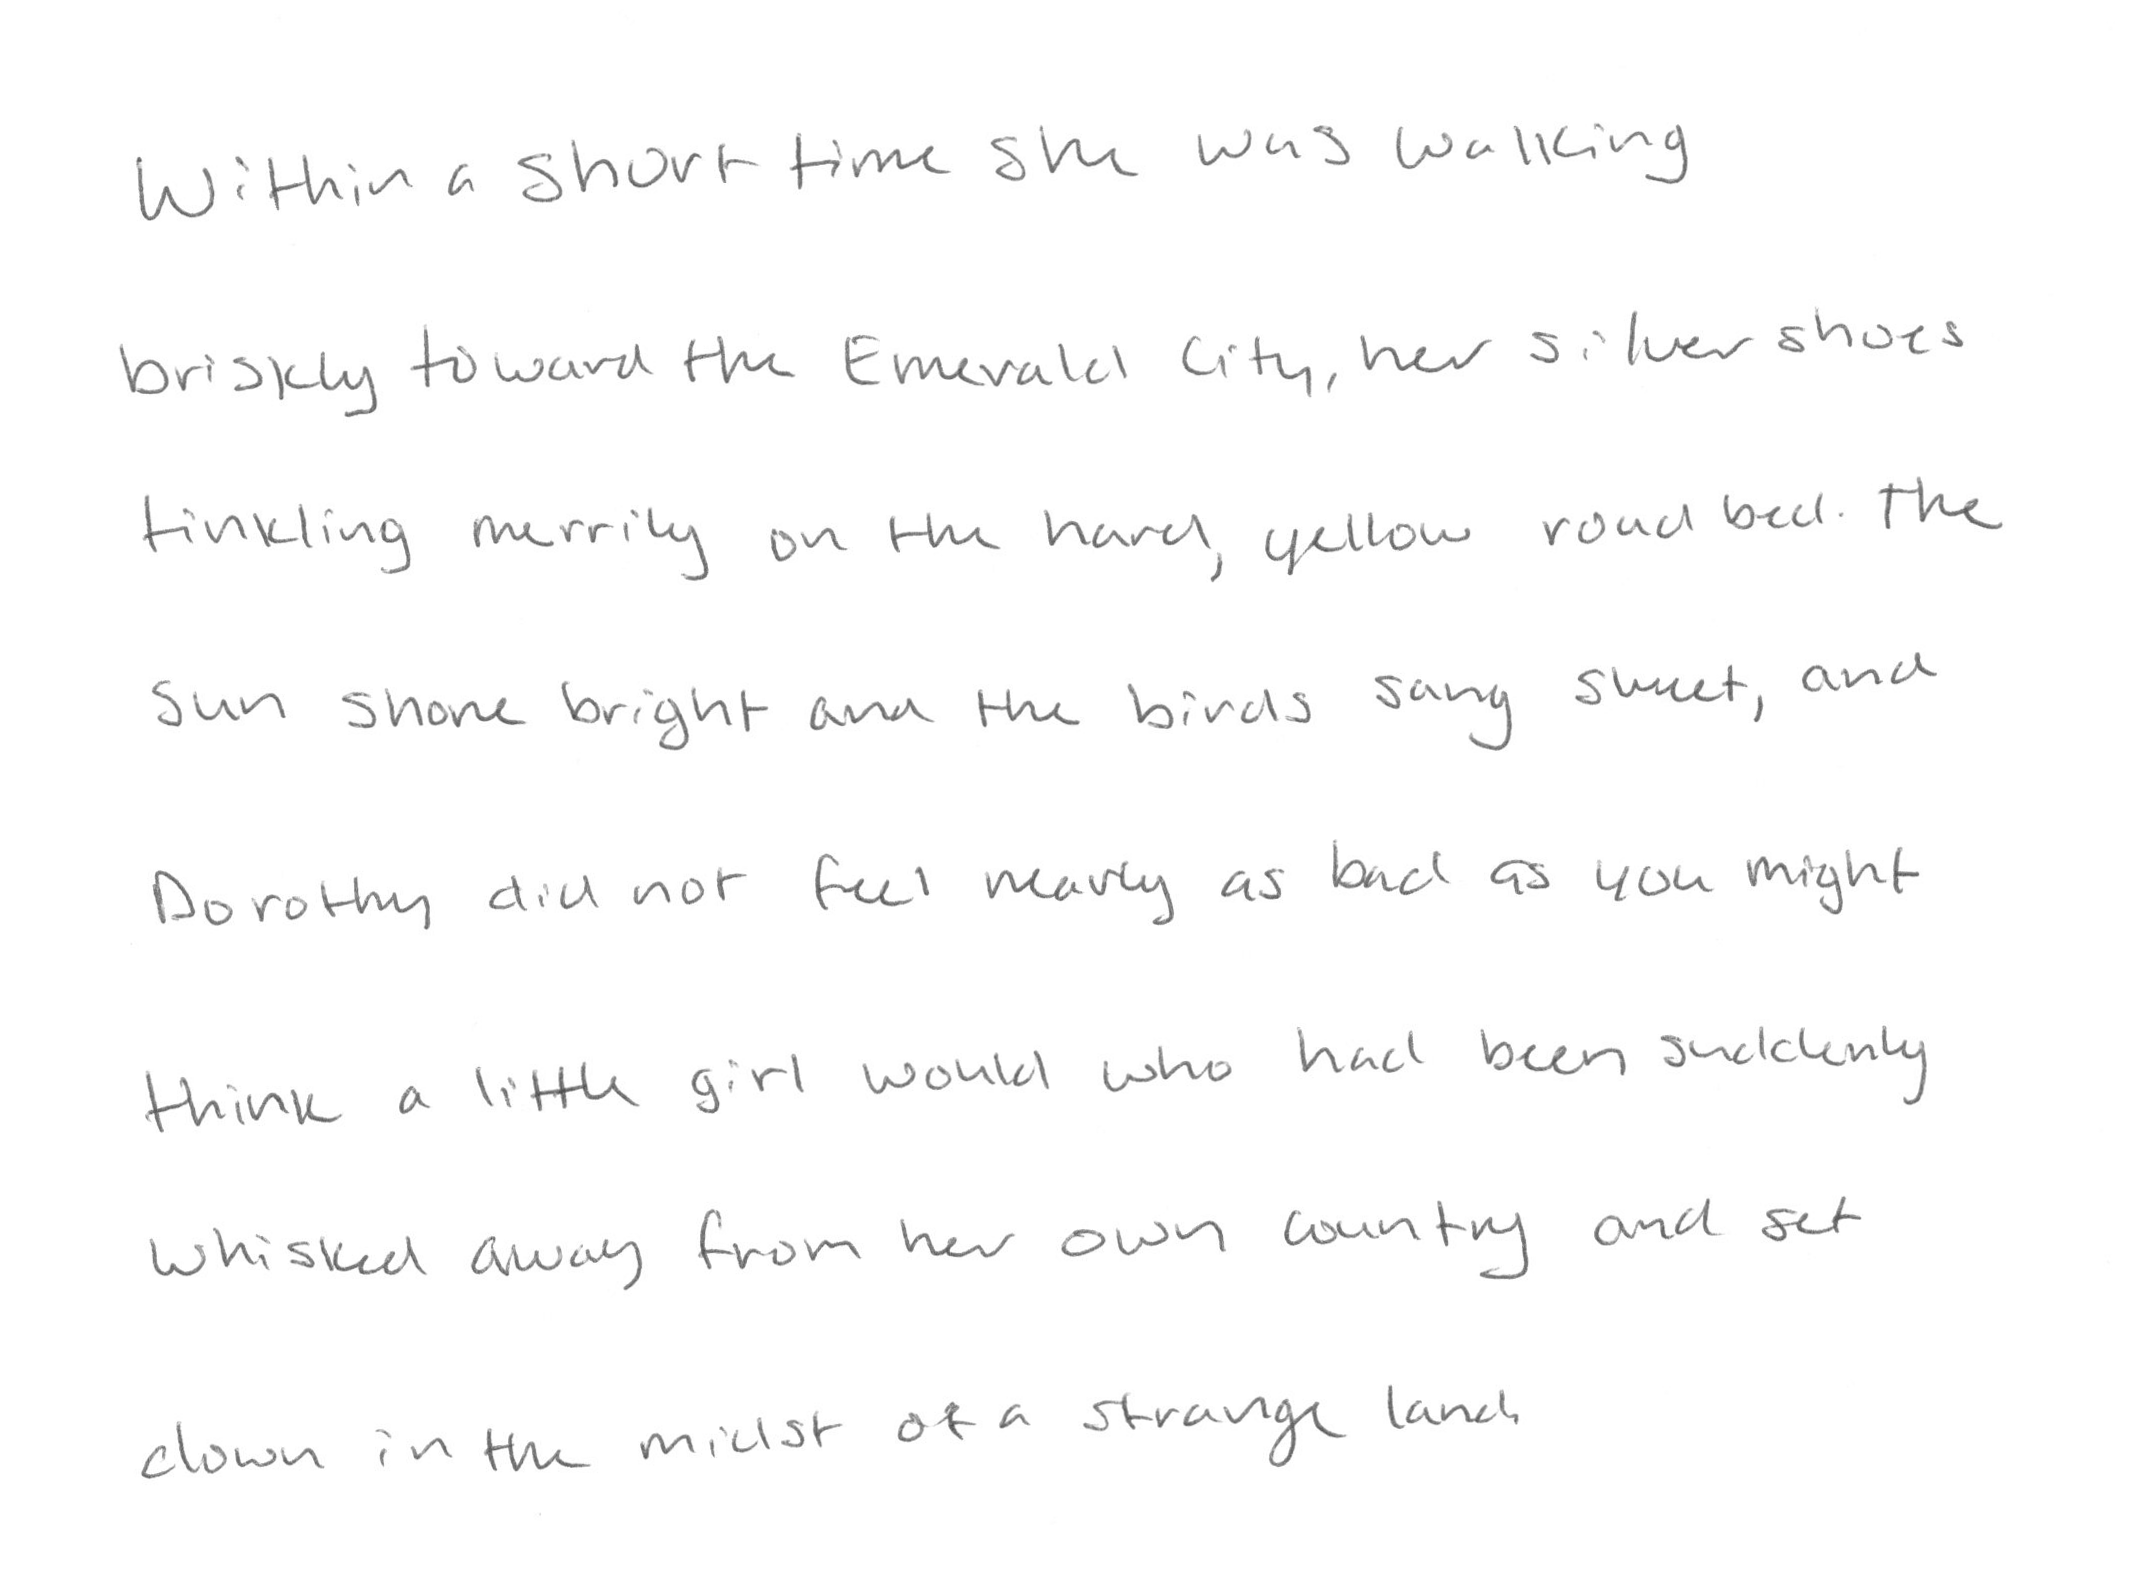 Within a short time she was walking
briskly toward the Emerald City, her silver shoes
tinkling merrily on the hard, yellow road bed. The
sun shone bright and the birds sang sweet, and
Dorothy did not feel nearly as bad as you might
think a little girl would who had been suddenly
whisked away from her own country and set
down in the midst of a strange land.